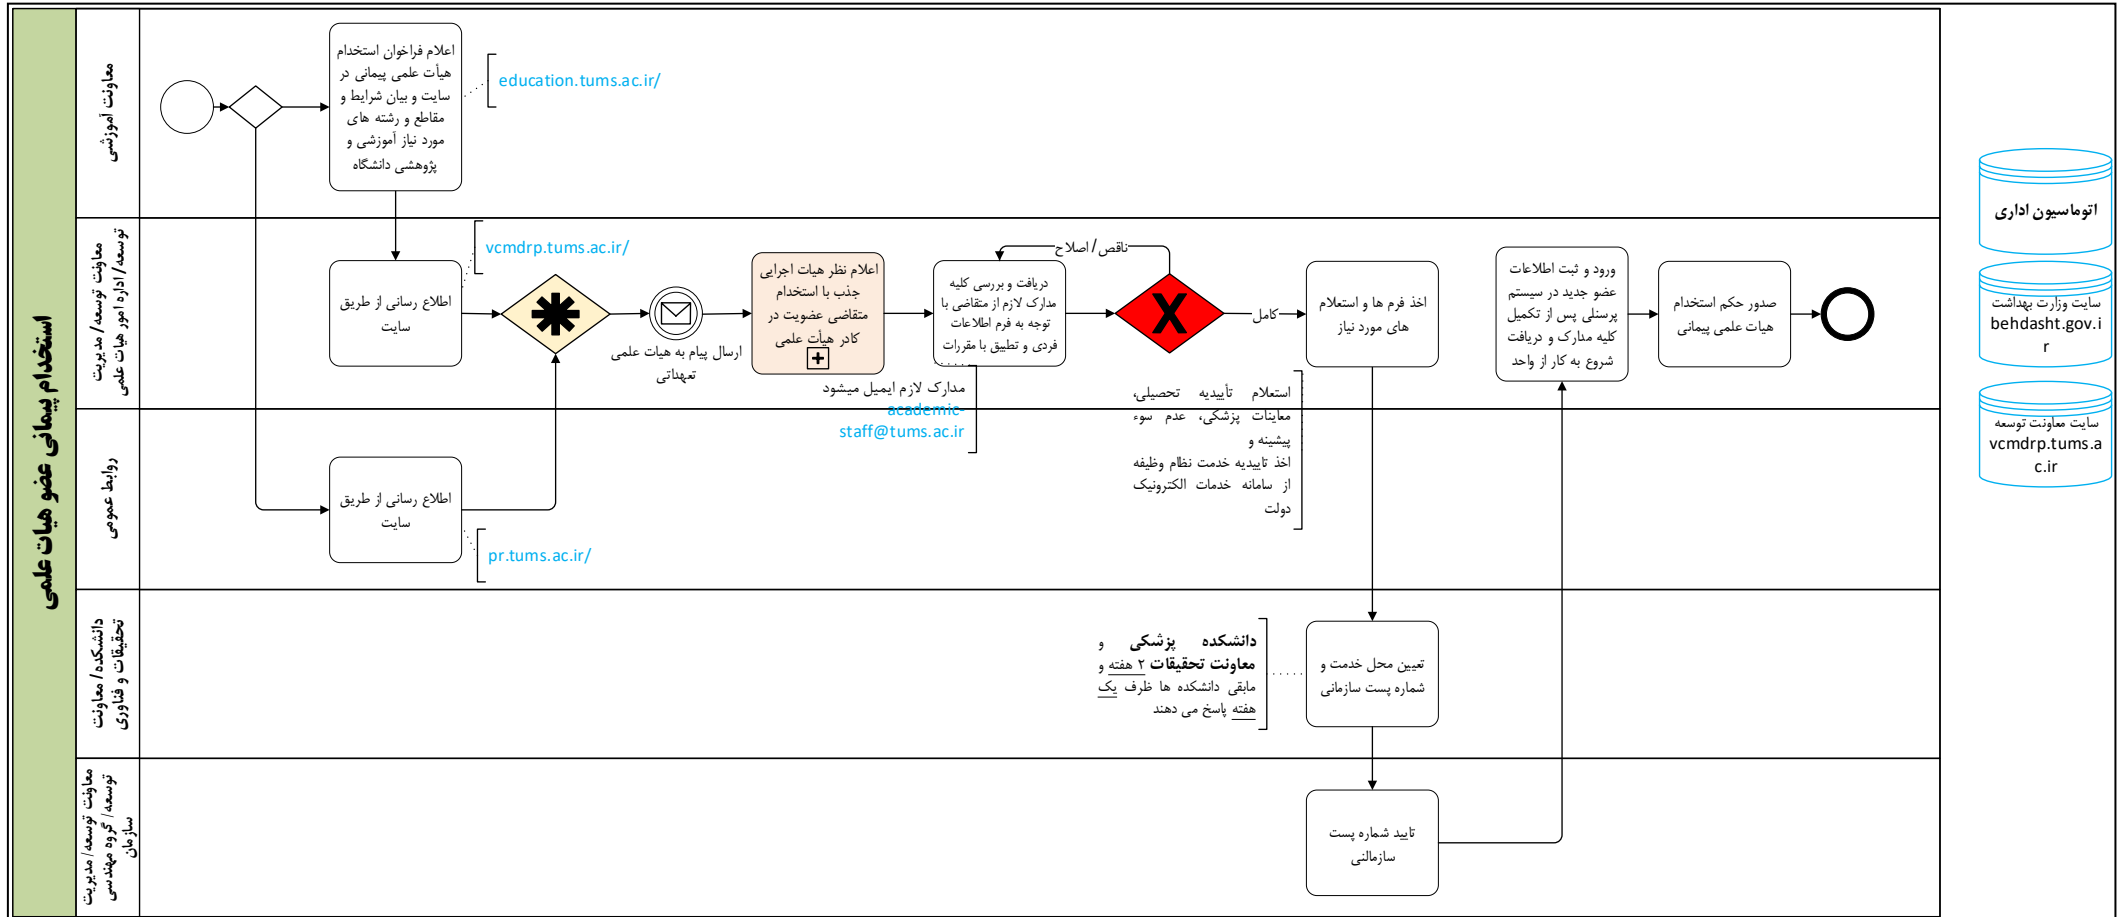 استخدام پیمانی عضو هیات علمی
معاونت آموزشی
اعلام فراخوان استخدام
هیأت علمی پیمانی در
سایت و بیان شرایط و
مقاطع و رشته های
مورد نیاز آموزشی و
پژوهشی دانشگاه
education.tums.ac.ir/
معاونت توسعه/ مدیریت
توسعه/ اداره امور هیات علمی
اطلاع رسانی از طریق
سایت
vcmdrp.tums.ac.ir/
ارسال پیام به هیات علمی
تعهداتی
اعلام نظر هیات اجرایی
جذب با استخدام
متقاضی عضویت در
کادر هیأت علمی
دریافت و بررسی کلیه
مدارک لازم از متقاضی با
توجه به فرم اطلاعات
فردی و تطبیق با مقررات
مدارک لازم ایمیل میشود
academic-
staff@tums.ac.ir
ناقص/ اصلاح
X
کامل
اخذ فرم ها و استعلام
های مورد نیاز
استعلام تأییدیه تحصیلی،
معاینات پزشکی، عدم سوء
پیشینه و
اخذ تاییدیه خدمت نظام وظیفه
از سامانه خدمات الکترونیک
دولت
ورود و ثبت اطلاعات
عضو جدید در سیستم
پرسنلی پس از تکمیل
کلیه مدارک و دریافت
شروع به کار از واحد
صدور حکم استخدام
هیات علمی پیمانی
روابط عمومی
اطلاع رسانی از طریق
سایت
pr.tums.ac.ir/
دانشکده/ معاونت
تحقیقات و فناوری
دانشکده پزشکی و
معاونت تحقیقات ۲ هفته و
مابقی دانشکده ها ظرف یک
هفته پاسخ می دهند
تعیین محل خدمت و
شماره پست سازمانی
معاونت توسعه/ مدیریت
توسعه/ گروه مهندسی
سازمان
تایید شماره پست
سازمالنی
اتوماسیون اداری
سایت وزارت بهداشت
behdasht.gov.i
r
سایت معاونت توسعه
vcmdrp.tums.a
c.ir